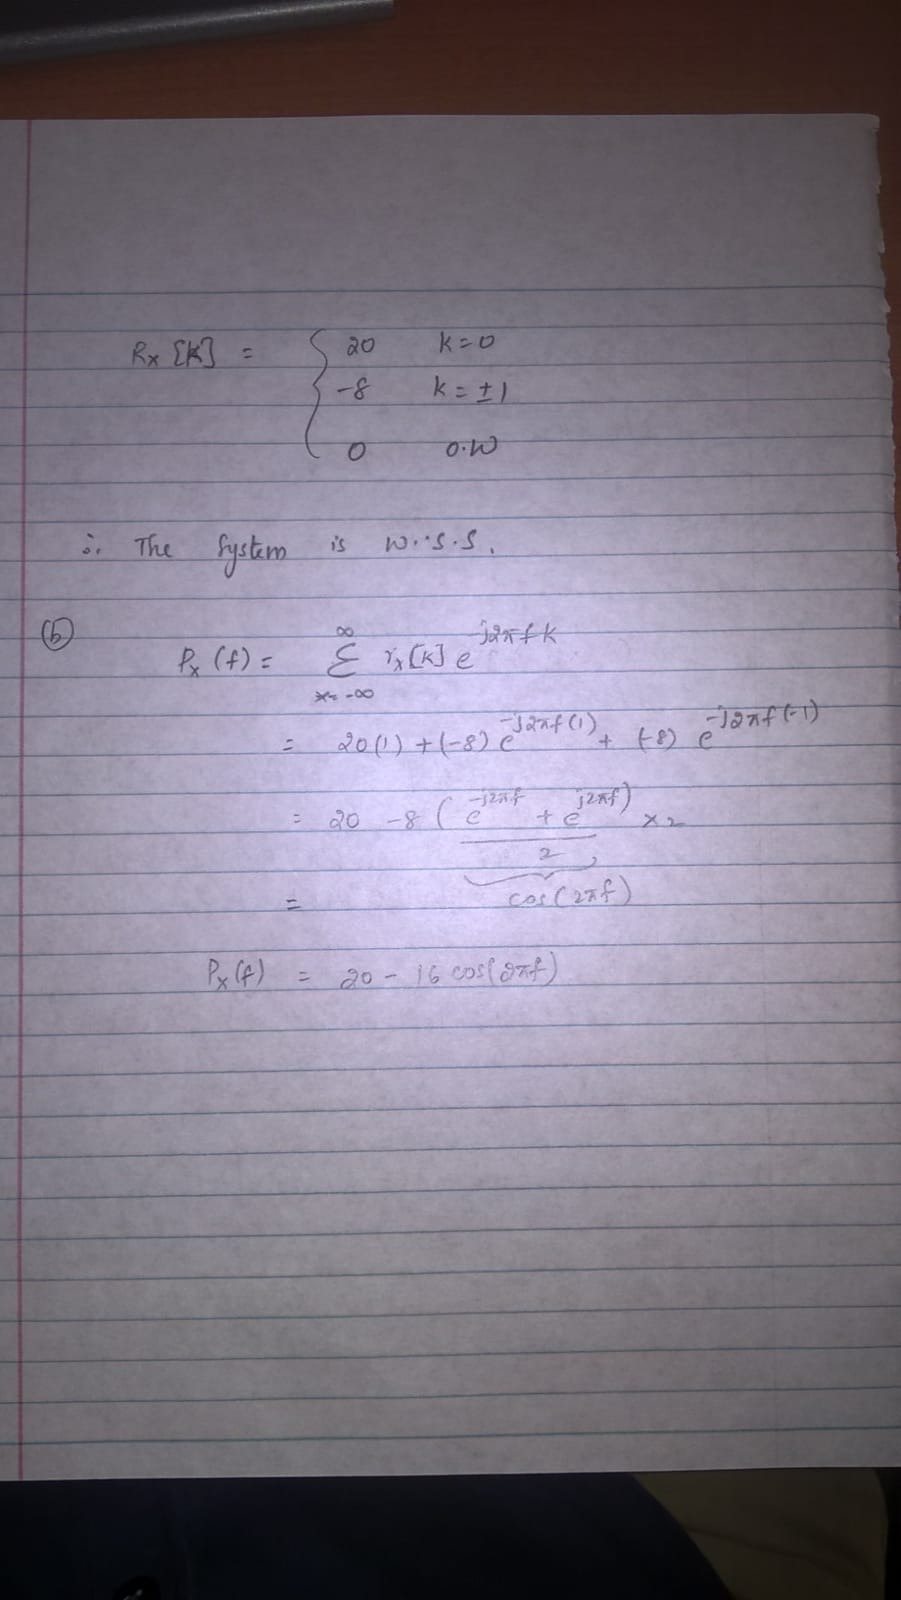 Rx [K] = { 20 K=0
-8 K = ±1
0 0.W
∴ The System is W.S.S.
(b)
Px (f) = ∞ Σ x=-∞ rx[K] e^-j2πfk
= 20(1) + (-8) e^-j2πf(1) + (-8) e^-j2πf(-1)
= 20 -8 ( e^-j2πf + e^j2πf ) / 2 × 2
= cos(2πf)
Px(f) = 20 - 16 cos(2πf)